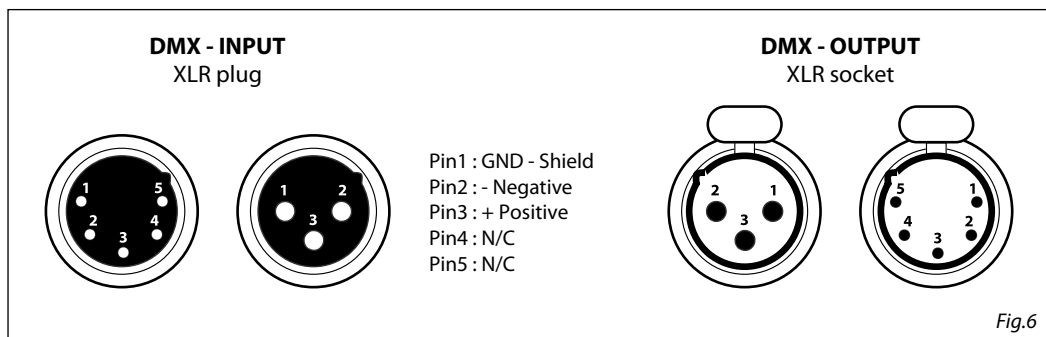 DMX - INPUT
XLR plug
1
5
2
4
3
1
2
3
Pin1 : GND - Shield
Pin2 : - Negative
Pin3 : + Positive
Pin4 : N/C
Pin5 : N/C
DMX - OUTPUT
XLR socket
2
1
3
5
1
4
2
3
Fig.6